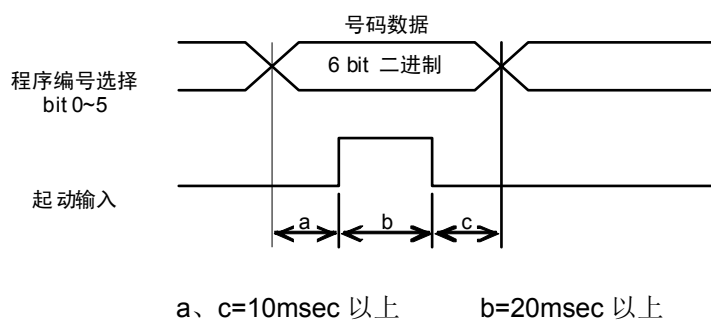 号码数据
6 bit 二进制
程序编号选择
bit 0~5
起动输入
a
b
c
a、c=10msec 以上
b=20msec 以上